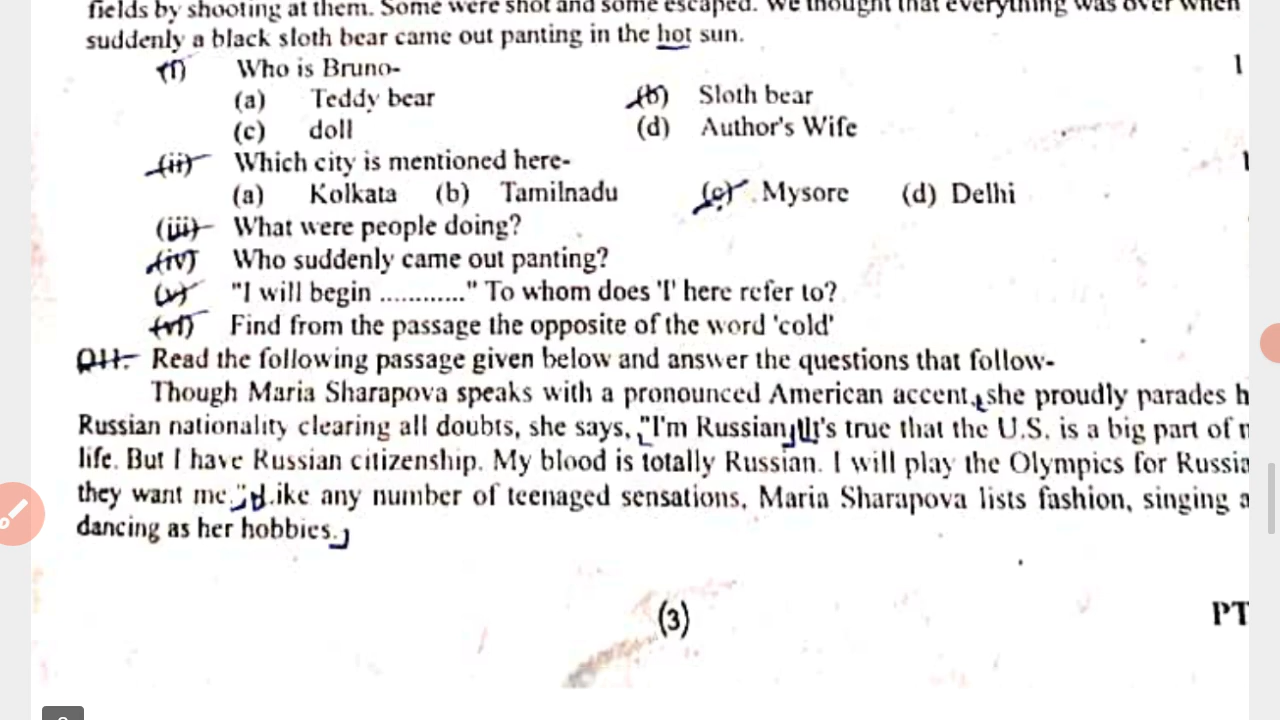 fields by shooting at them. Some were shot and some escaped. We thought that everything was over when
suddenly a black sloth bear came out panting in the hot sun.
(i) Who is Bruno- 1
(a) Teddy bear (b) Sloth bear
(c) doll (d) Author's Wife
(ii) Which city is mentioned here- 1
(a) Kolkata (b) Tamilnadu (c) Mysore (d) Delhi
(iii) What were people doing?
(iv) Who suddenly came out panting?
(v) "I will begin ............" To whom does 'I' here refer to?
(vi) Find from the passage the opposite of the word 'cold'
Q11. Read the following passage given below and answer the questions that follow-
Though Maria Sharapova speaks with a pronounced American accent, she proudly parades h
Russian nationality clearing all doubts, she says, "I'm Russian. It's true that the U.S. is a big part of
life. But I have Russian citizenship. My blood is totally Russian. I will play the Olympics for Russia
they want me." Like any number of teenaged sensations, Maria Sharapova lists fashion, singing a
dancing as her hobbies.
(3)
PT